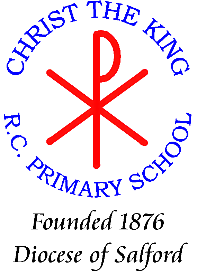 CHRIST THE KING
R.C. PRIMARY SCHOOL
Founded 1876
Diocese of Salford